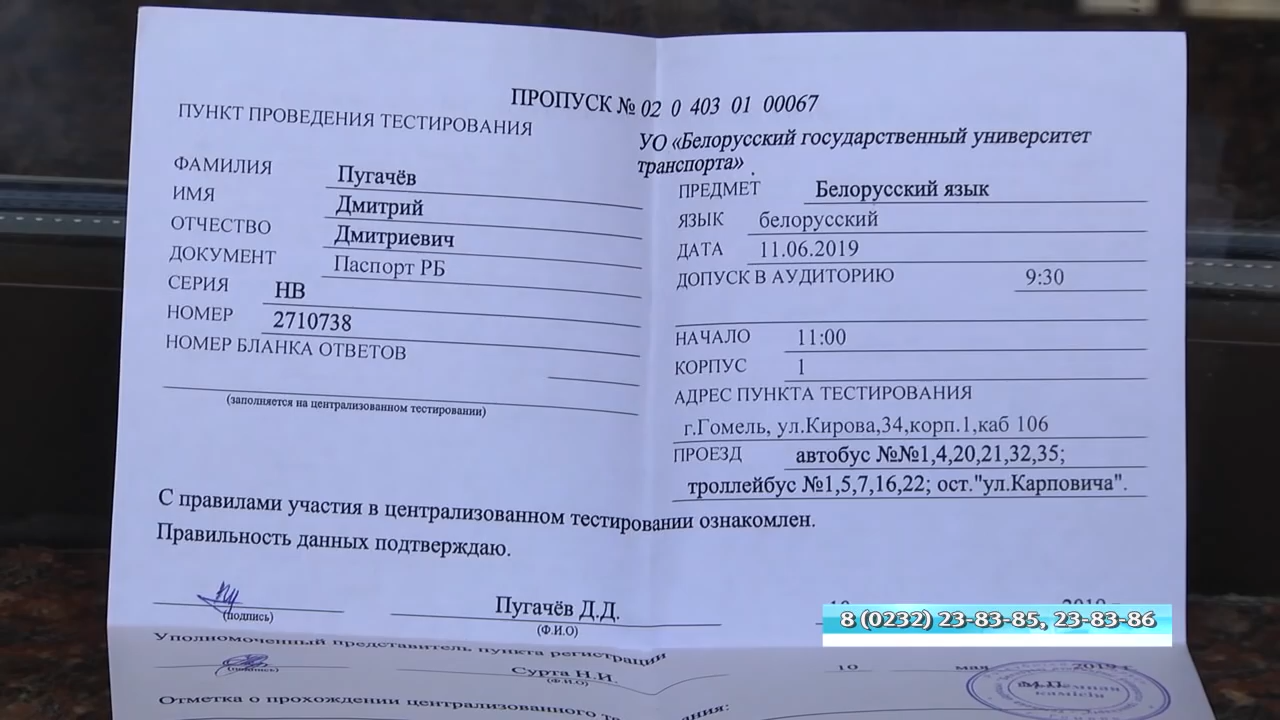 ПРОПУСК № 02 0 403 01 00067
ПУНКТ ПРОВЕДЕНИЯ ТЕСТИРОВАНИЯ
УО «Белорусский государственный университет
транспорта»
ФАМИЛИЯ Пугачёв
ИМЯ Дмитрий
ОТЧЕСТВО Дмитриевич
ДОКУМЕНТ Паспорт РБ
СЕРИЯ НВ
НОМЕР 2710738
НОМЕР БЛАНКА ОТВЕТОВ
(заполняется на централизованном тестировании)
ПРЕДМЕТ Белорусский язык
ЯЗЫК белорусский
ДАТА 11.06.2019
ДОПУСК В АУДИТОРИЮ 9:30
НАЧАЛО 11:00
КОРПУС 1
АДРЕС ПУНКТА ТЕСТИРОВАНИЯ
г.Гомель, ул.Кирова,34,корп.1,каб 106
ПРОЕЗД автобус №№1,4,20,21,32,35;
троллейбус №1,5,7,16,22; ост."ул.Карповича".
С правилами участия в централизованном тестировании ознакомлен.
Правильность данных подтверждаю.
Пугачёв Д.Д.
(подпись) (Ф.И.О)
8 (0232) 23-83-85, 23-83-86
Уполномоченный представитель пункта регистрации
Сурта Н.И. 10 мая 2019 г.
(подпись) (Ф.И.О) М.П.
Отметка о прохождении централизованного тестирования: